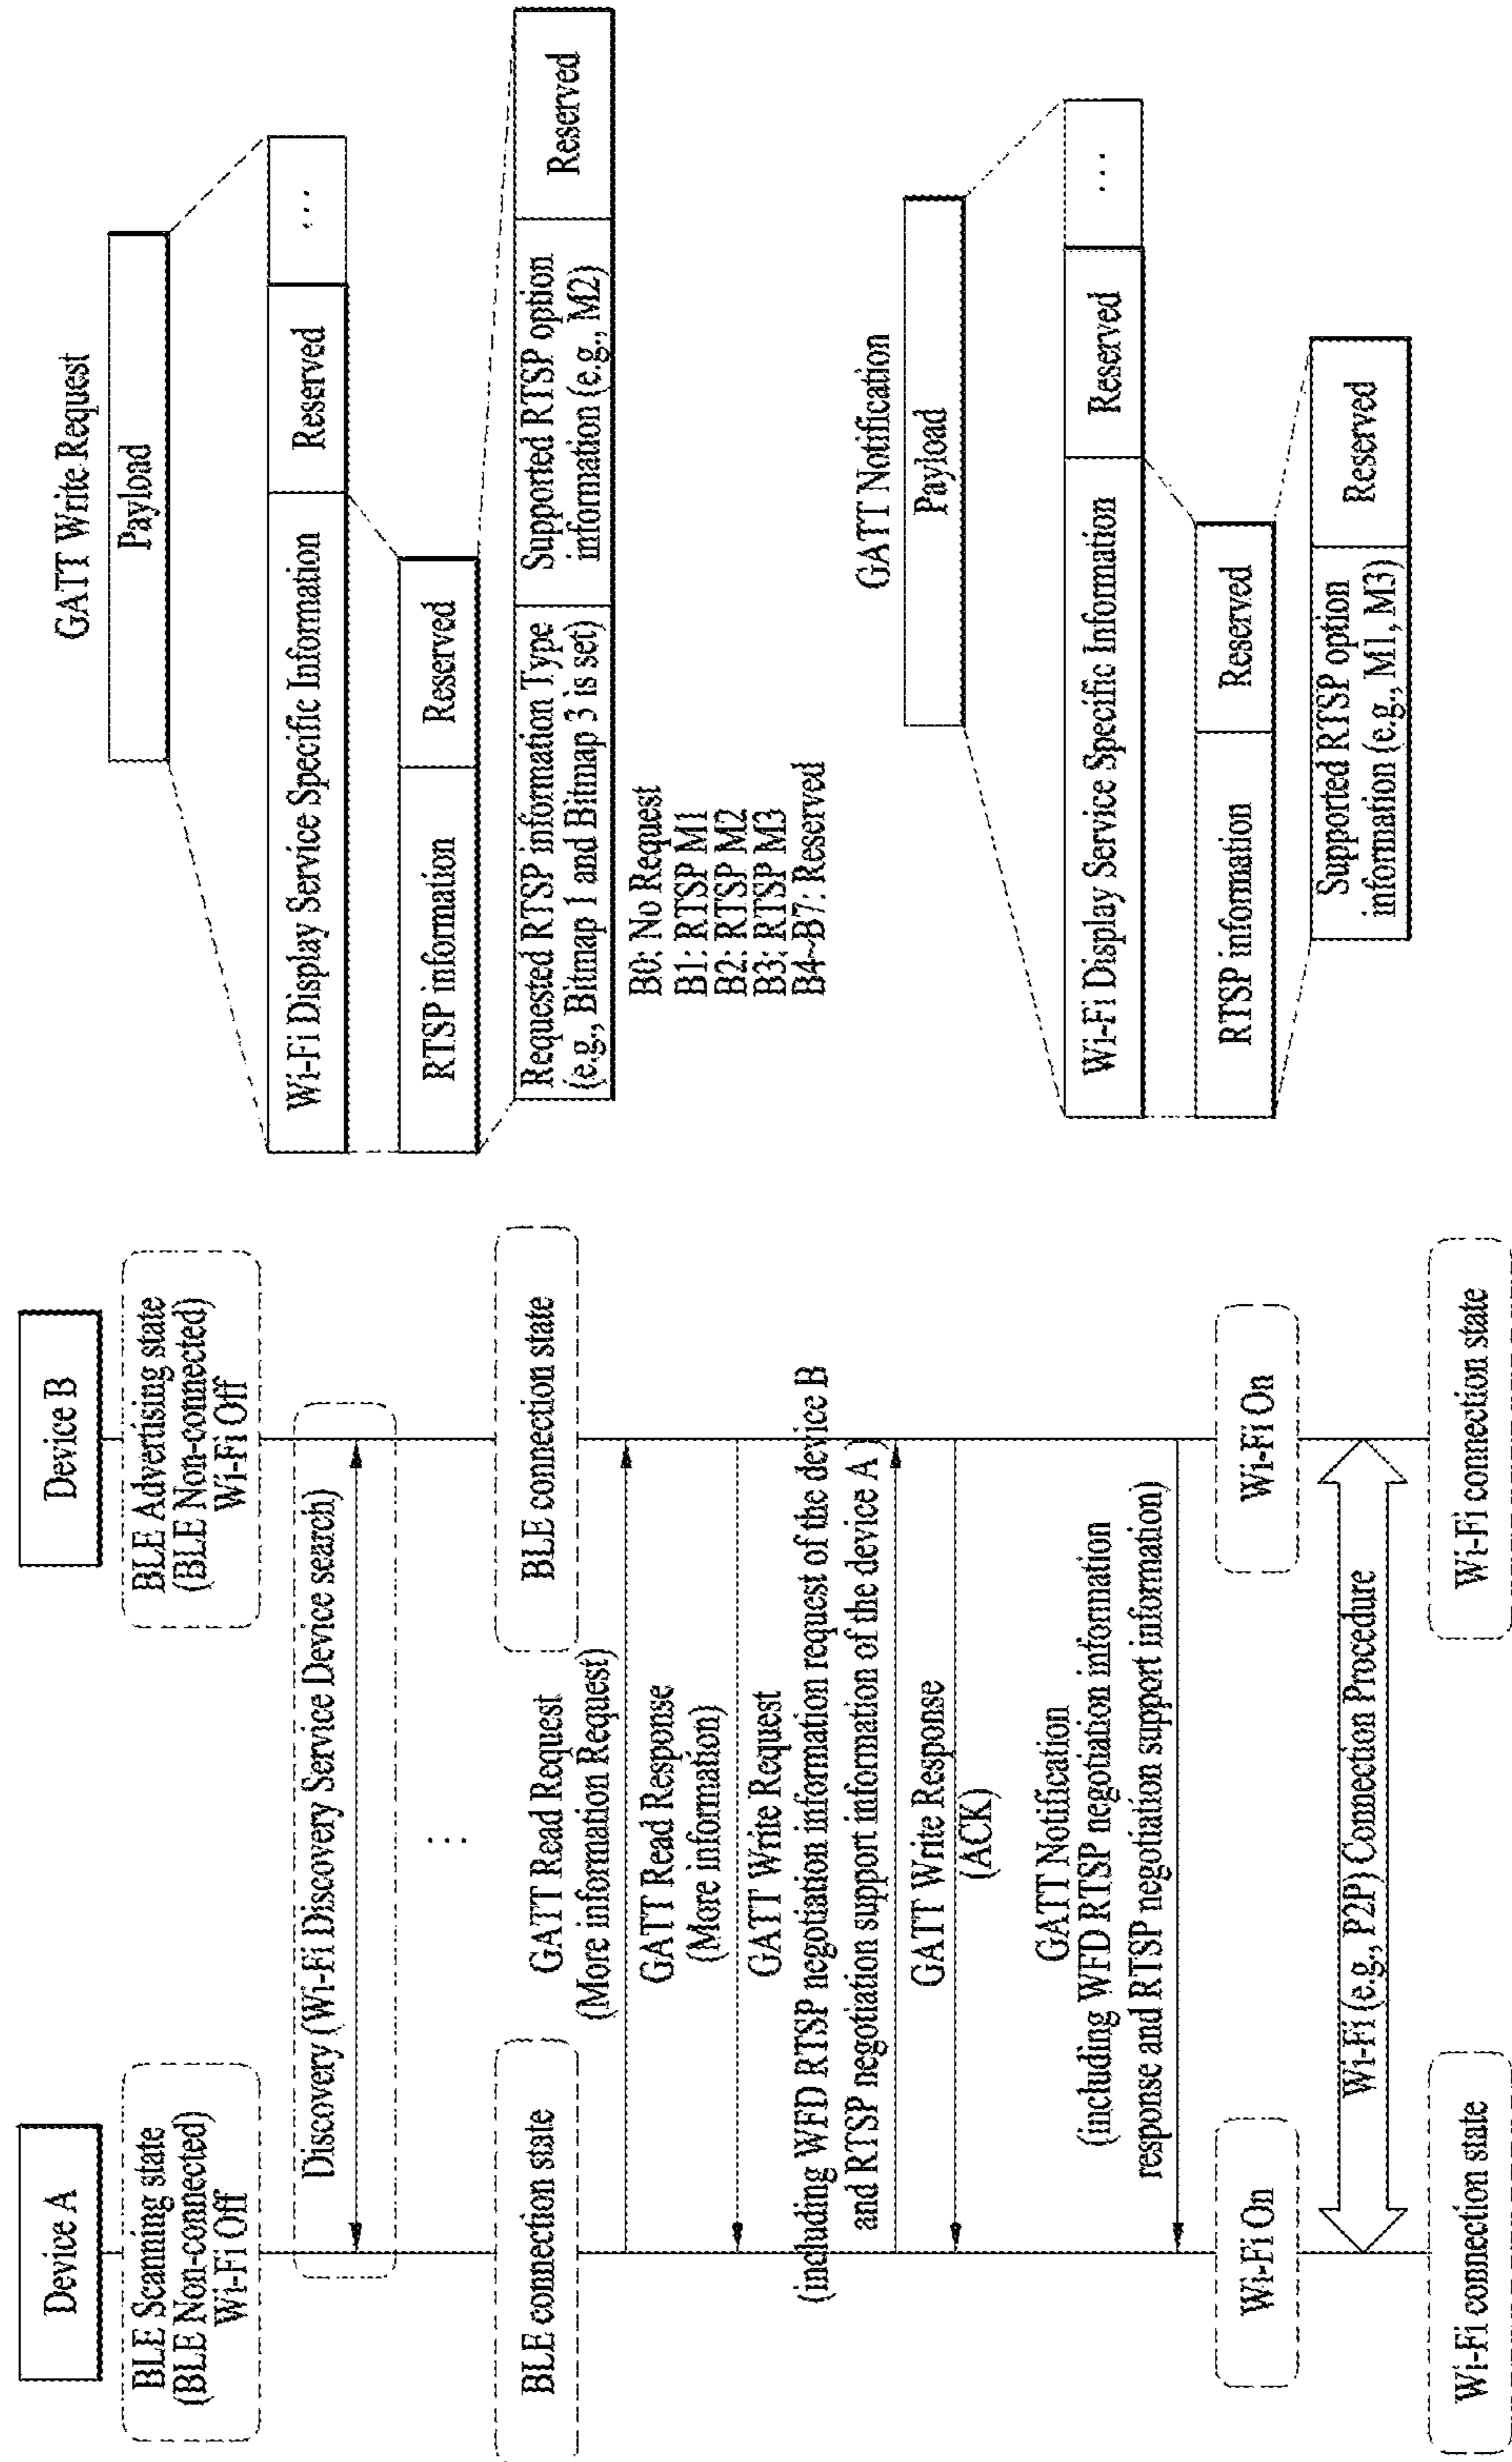 Device A
Device B
BLE Scanning state
(BLE Non-connected)
Wi-Fi Off
BLE Advertising state
(BLE Non-connected)
Wi-Fi Off
Discovery (Wi-Fi Discovery Service Device search)
...
BLE connection state
BLE connection state
GATT Read Request
(More information Request)
GATT Read Response
(More information)
GATT Write Request
(including WFD RTSP negotiation information request of the device B
and RTSP negotiation support information of the device A )
GATT Write Response
(ACK)
GATT Notification
(including WFD RTSP negotiation information
response and RTSP negotiation support information)
Wi-Fi On
Wi-Fi On
Wi-Fi (e.g., P2P) Connection Procedure
Wi-Fi connection state
Wi-Fi connection state
GATT Write Request
Payload
Wi-Fi Display Service Specific Information
Reserved
...
RTSP information
Reserved
Requested RTSP information Type
(e.g., Bitmap 1 and Bitmap 3 is set)
Supported RTSP option
information (e.g., M2)
Reserved
B0: No Request
B1: RTSP M1
B2: RTSP M2
B3: RTSP M3
B4~B7: Reserved
GATT Notification
Payload
Wi-Fi Display Service Specific Information
Reserved
...
RTSP information
Reserved
Supported RTSP option
information (e.g., M1, M3)
Reserved